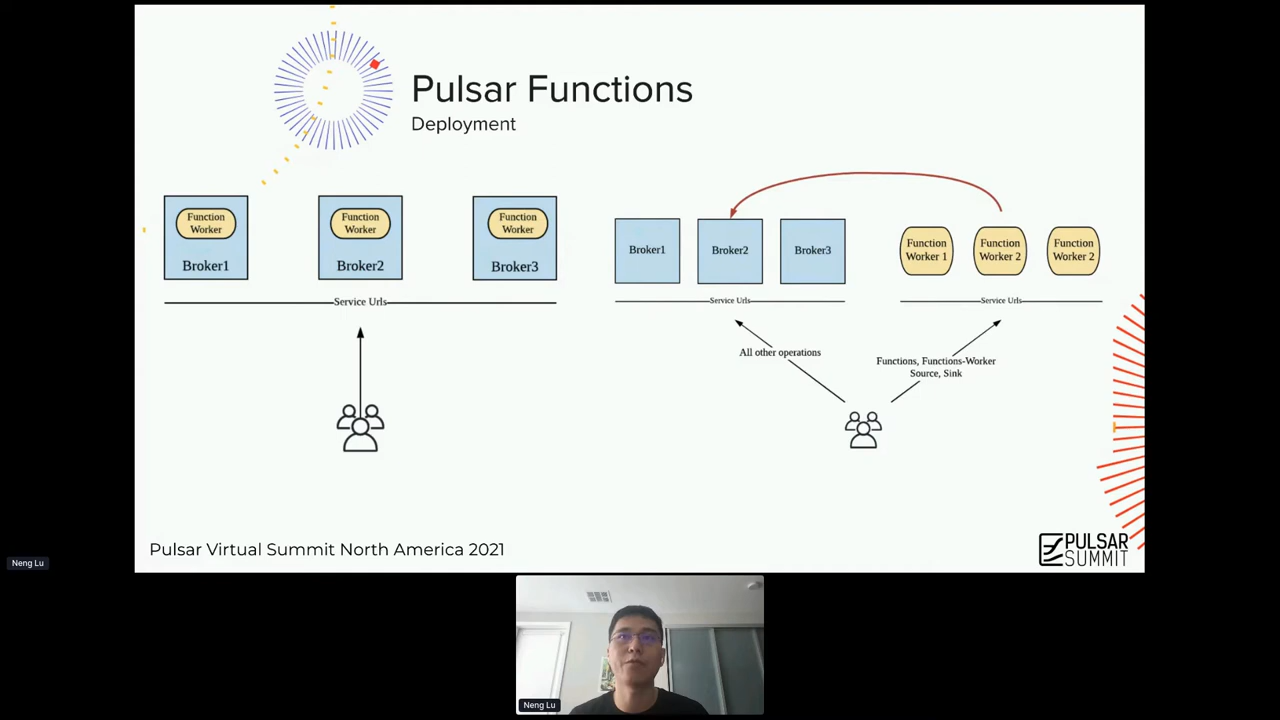 Pulsar Functions
Deployment
Function
Worker
Broker1
Function
Worker
Broker2
Function
Worker
Broker3
Service Urls
Broker1
Broker2
Broker3
Function
Worker 1
Function
Worker 2
Function
Worker 2
Service Urls
Service Urls
All other operations
Functions, Functions-Worker
Source, Sink
Pulsar Virtual Summit North America 2021
PULSAR
SUMMIT
Neng Lu
Neng Lu